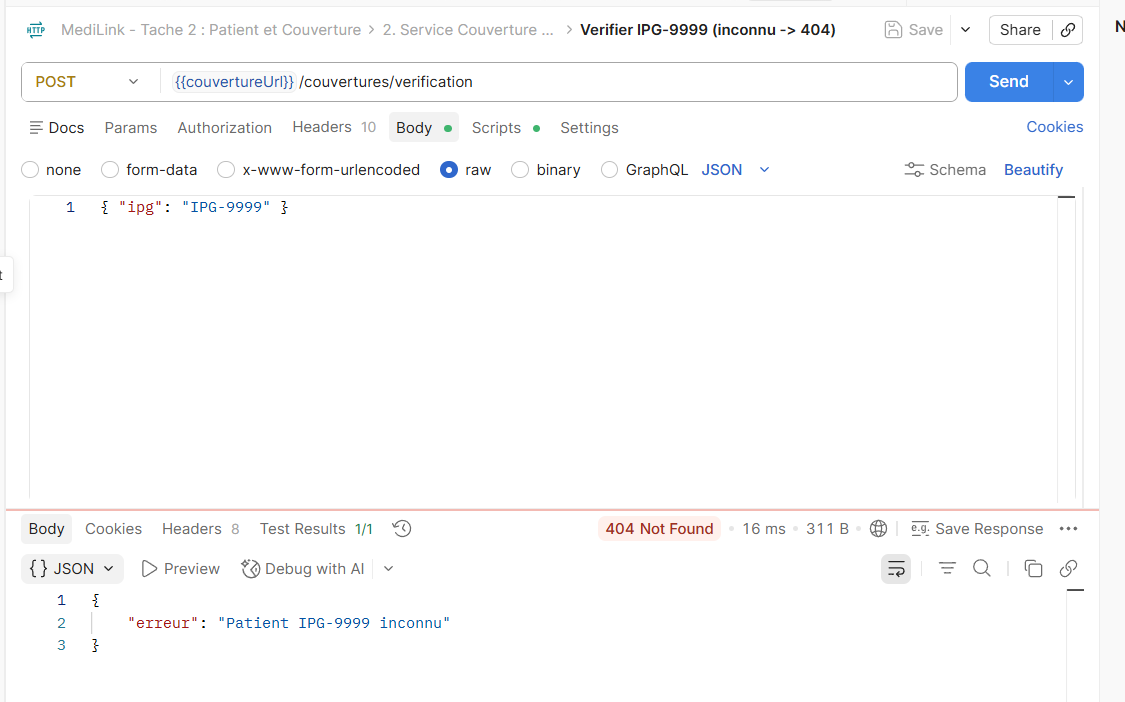 HTTP MediLink - Tache 2 : Patient et Couverture > 2. Service Couverture ... > Verifier IPG-9999 (inconnu -> 404) Save Share
N
POST {{couvertureUrl}} /couvertures/verification Send
Docs Params Authorization Headers 10 Body Scripts Settings Cookies
none form-data x-www-form-urlencoded raw binary GraphQL JSON Schema Beautify
1 { "ipg": "IPG-9999" }
t
Body Cookies Headers 8 Test Results 1/1 404 Not Found 16 ms 311 B e.g. Save Response
{} JSON Preview Debug with AI
1 {
2 "erreur": "Patient IPG-9999 inconnu"
3 }